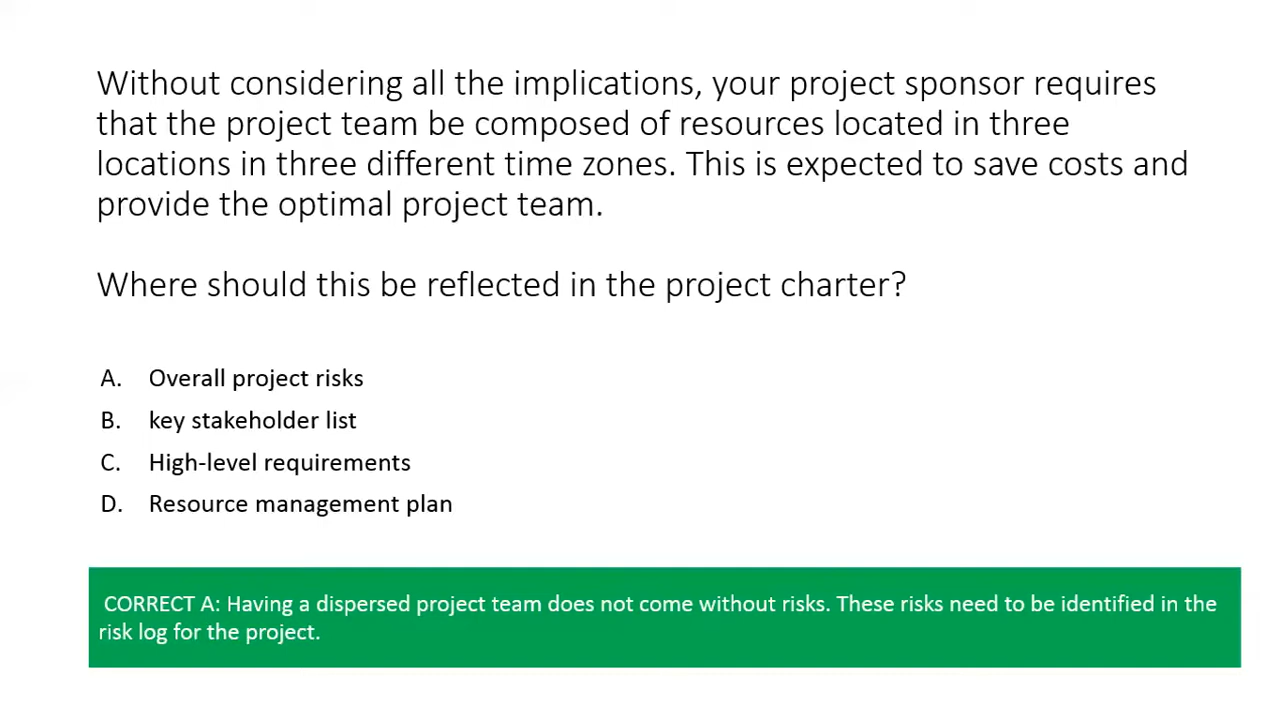 Without considering all the implications, your project sponsor requires
that the project team be composed of resources located in three
locations in three different time zones. This is expected to save costs and
provide the optimal project team.
Where should this be reflected in the project charter?
A. Overall project risks
B. key stakeholder list
C. High-level requirements
D. Resource management plan
CORRECT A: Having a dispersed project team does not come without risks. These risks need to be identified in the
risk log for the project.